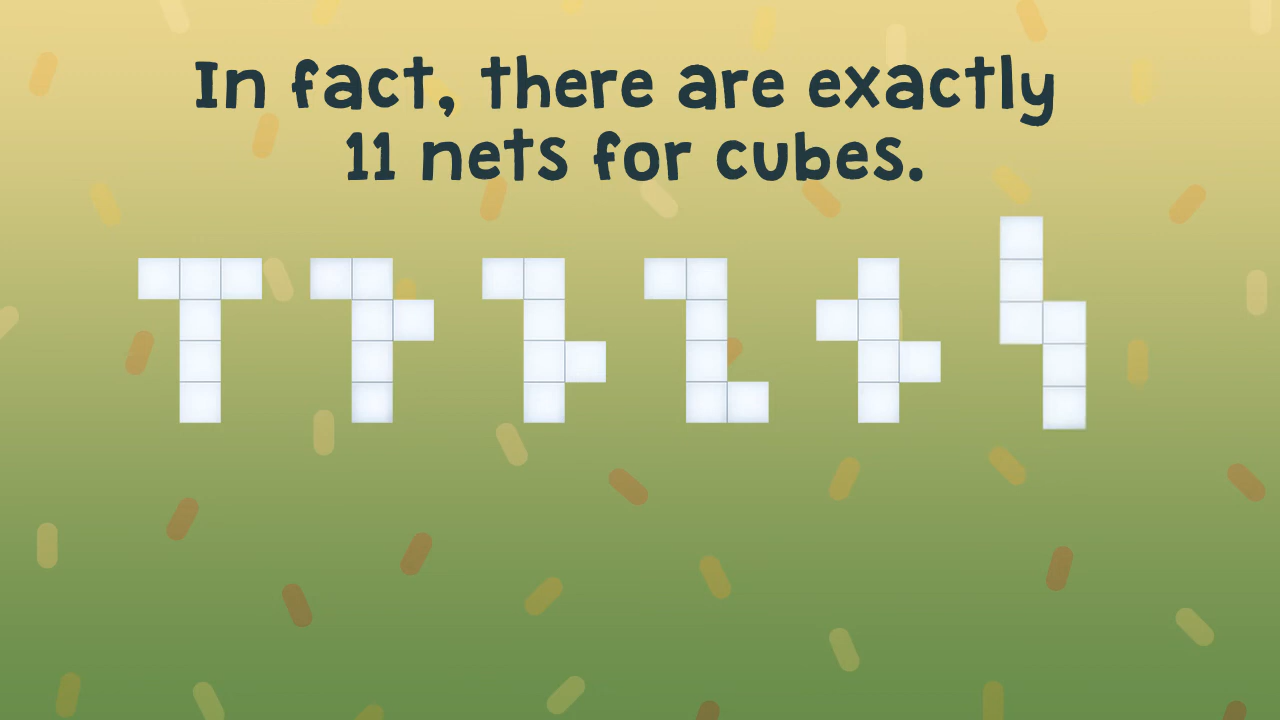 In fact, there are exactly
11 nets for cubes.